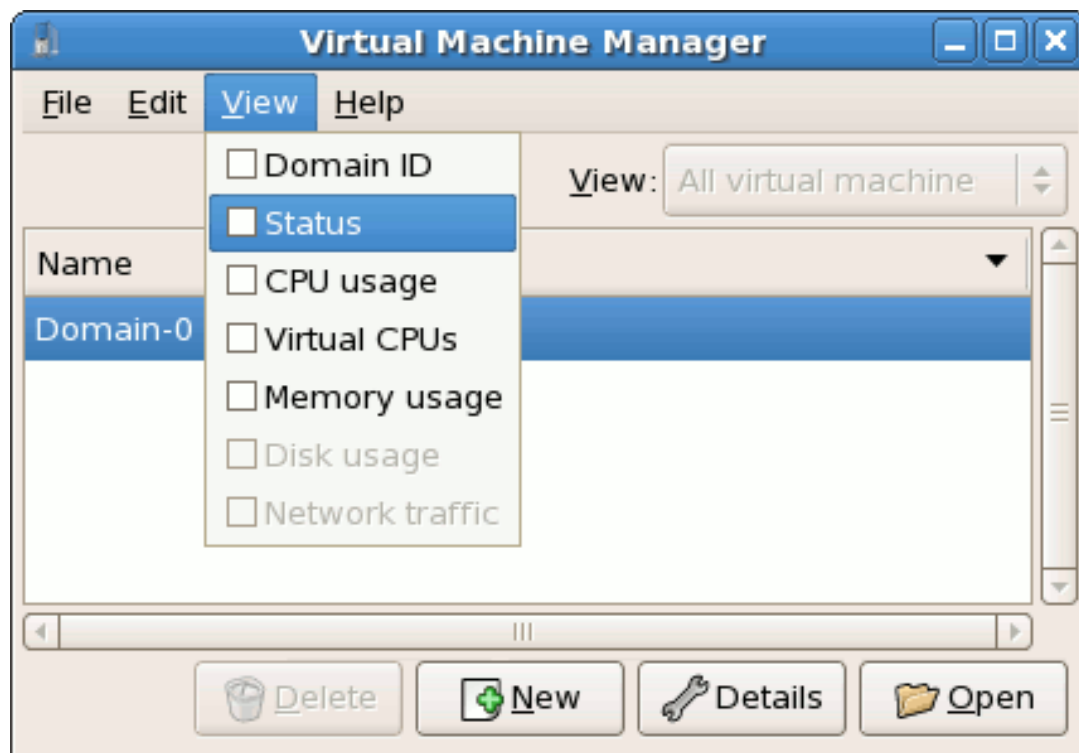 Virtual Machine Manager
File Edit View Help
View: All virtual machine
Domain ID
Status
CPU usage
Virtual CPUs
Memory usage
Disk usage
Network traffic
Name
Domain-0
Delete New Details Open